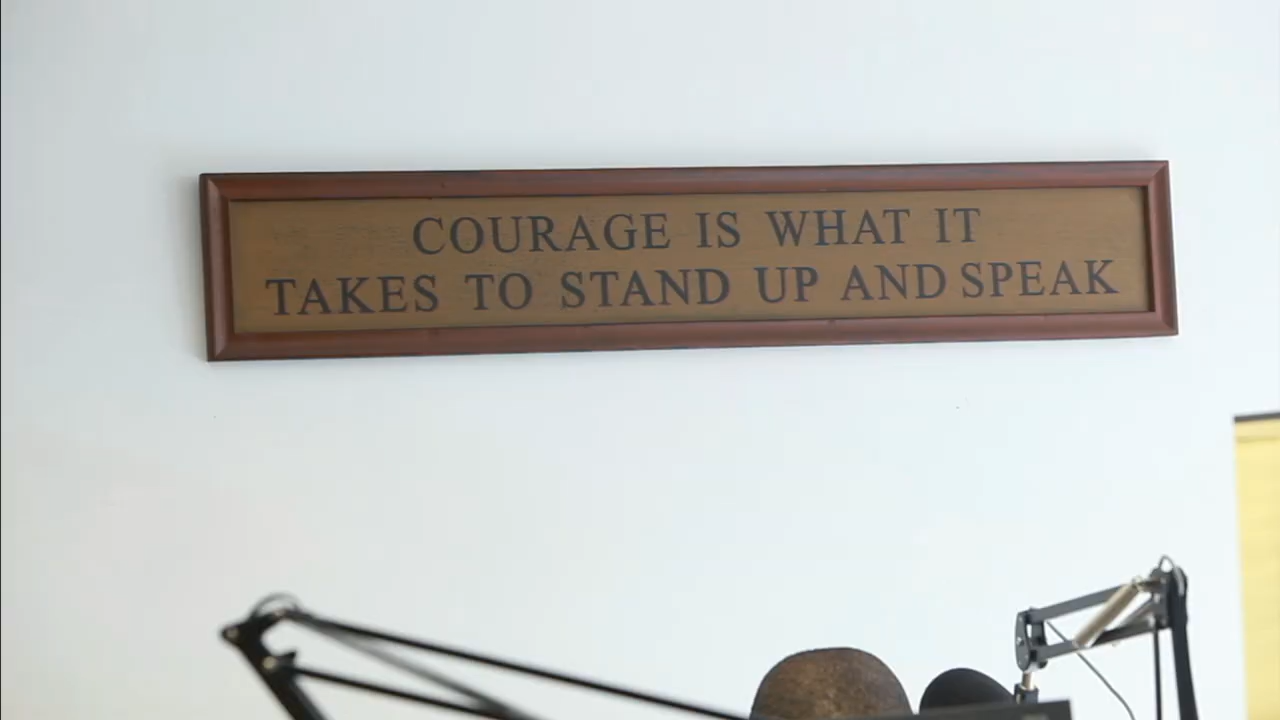 COURAGE IS WHAT IT
TAKES TO STAND UP AND SPEAK